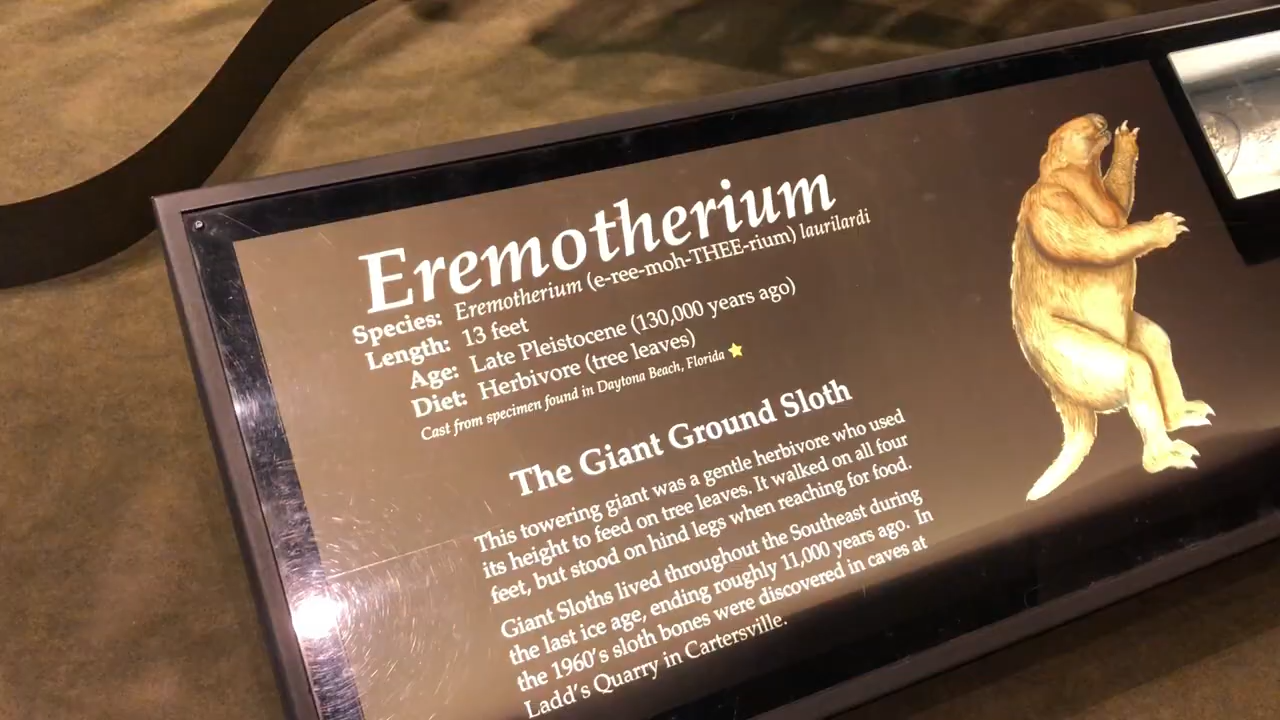 Eremotherium
Species: Eremotherium (e-ree-moh-THEE-rium) laurilardi
Length: 13 feet
Age: Late Pleistocene (130,000 years ago)
Diet: Herbivore (tree leaves)
Cast from specimen found in Daytona Beach, Florida
The Giant Ground Sloth
This towering giant was a gentle herbivore who used
its height to feed on tree leaves. It walked on all four
feet, but stood on hind legs when reaching for food.
Giant Sloths lived throughout the Southeast during
the last ice age, ending roughly 11,000 years ago. In
the 1960's sloth bones were discovered in caves at
Ladd's Quarry in Cartersville.